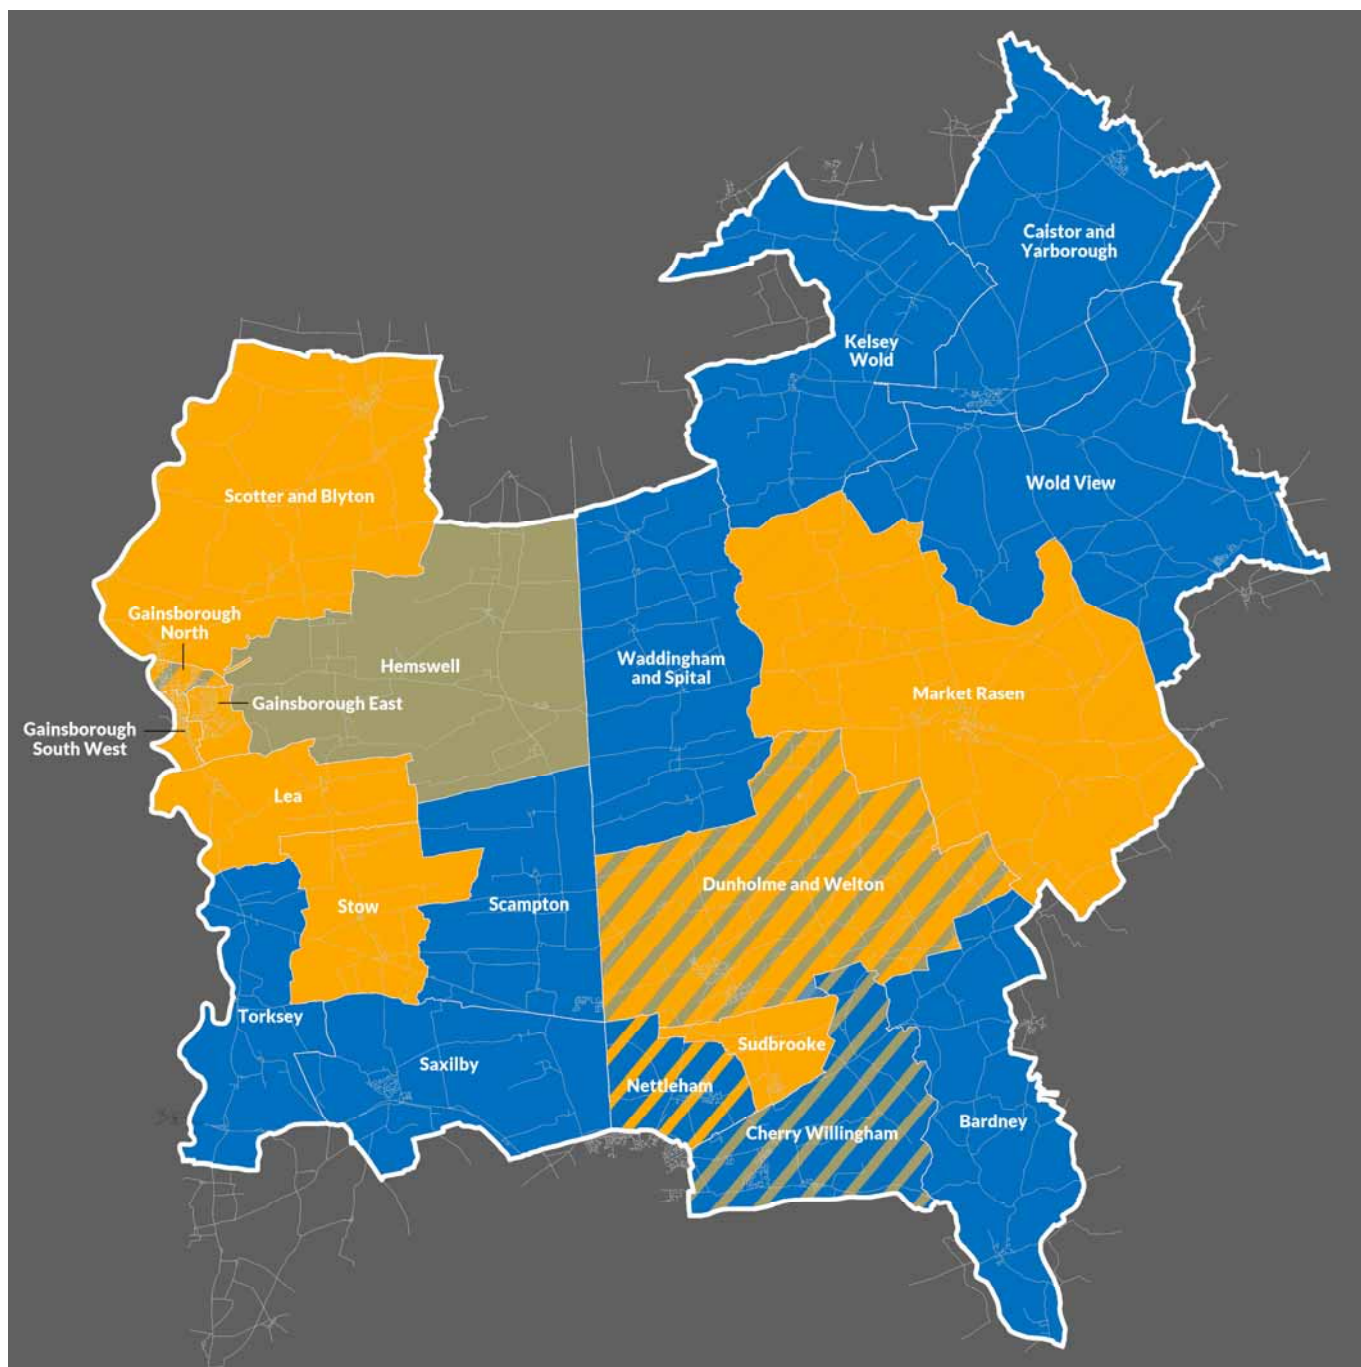 Caistor and
Yarborough
Kelsey
Wold
Wold View
Scotter and Blyton
Gainsborough
North
Hemswell
Waddingham
and Spital
Market Rasen
Gainsborough East
Gainsborough
South West
Lea
Dunholme and Welton
Stow
Scampton
Torksey
Sudbrooke
Saxilby
Nettleham
Cherry Willingham
Bardney